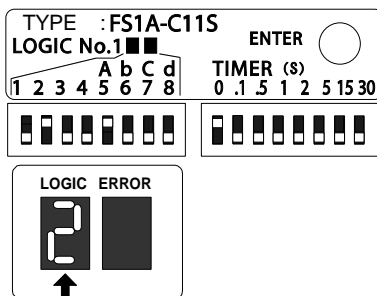 TYPE : FS1A-C11S
LOGIC No.1■■
ENTER
A b C d
1 2 3 4 5 6 7 8
TIMER (S)
0 .1 .5 1 2 5 15 30
LOGIC ERROR
2